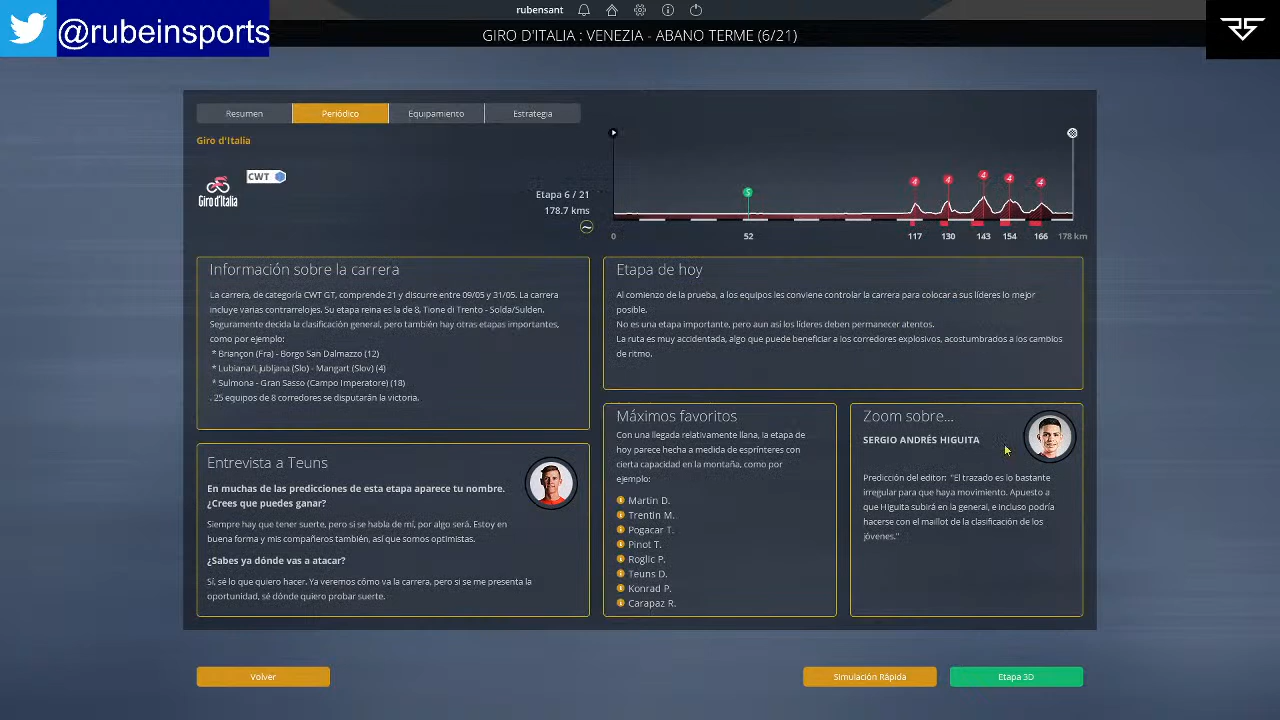 @rubeinsports
rubensant
GIRO D'ITALIA : VENEZIA - ABANO TERME (6/21)
Resumen
Periódico
Equipamiento
Estrategia
Giro d'Italia
Giro d'Italia
CWT
Etapa 6 / 21
178.7 kms
S
4
4
4
4
4
0
52
117
130
143
154
166
178 km
Información sobre la carrera
La carrera, de categoría CWT GT, comprende 21 y discurre entre 09/05 y 31/05. La carrera
incluye varias contrarrelojes. Su etapa reina es la de 8, Tione di Trento - Solda/Sulden.
Seguramente decida la clasificación general, pero también hay otras etapas importantes,
como por ejemplo:
* Briançon (Fra) - Borgo San Dalmazzo (12)
* Lubiana/Ljubljana (Slo) - Mangart (Slov) (4)
* Sulmona - Gran Sasso (Campo Imperatore) (18)
. 25 equipos de 8 corredores se disputarán la victoria.
Etapa de hoy
Al comienzo de la prueba, a los equipos les conviene controlar la carrera para colocar a sus líderes lo mejor
posible.
No es una etapa importante, pero aun así los líderes deben permanecer atentos.
La ruta es muy accidentada, algo que puede beneficiar a los corredores explosivos, acostumbrados a los cambios
de ritmo.
Entrevista a Teuns
En muchas de las predicciones de esta etapa aparece tu nombre.
¿Crees que puedes ganar?
Siempre hay que tener suerte, pero si se habla de mí, por algo será. Estoy en
buena forma y mis compañeros también, así que somos optimistas.
¿Sabes ya dónde vas a atacar?
Sí, sé lo que quiero hacer. Ya veremos cómo va la carrera, pero si se me presenta la
oportunidad, sé dónde quiero probar suerte.
Máximos favoritos
Con una llegada relativamente llana, la etapa de
hoy parece hecha a medida de esprínteres con
cierta capacidad en la montaña, como por
ejemplo:
Martin D.
Trentin M.
Pogacar T.
Pinot T.
Roglic P.
Teuns D.
Konrad P.
Carapaz R.
Zoom sobre...
SERGIO ANDRÉS HIGUITA
Predicción del editor: "El trazado es lo bastante
irregular para que haya movimiento. Apuesto a
que Higuita subirá en la general, e incluso podría
hacerse con el maillot de la clasificación de los
jóvenes."
Volver
Simulación Rápida
Etapa 3D